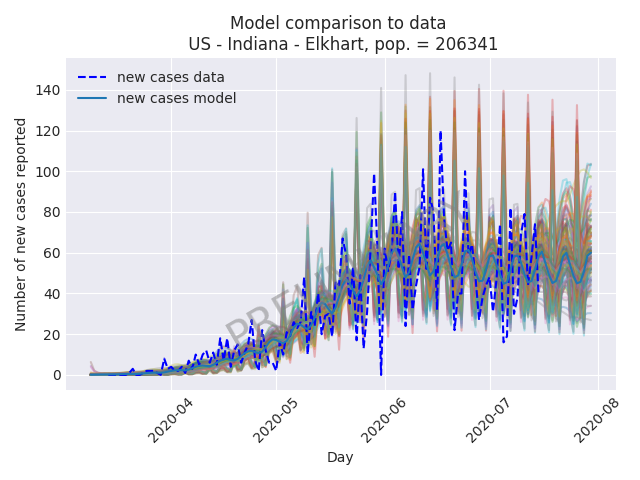 Model comparison to data
US - Indiana - Elkhart, pop. = 206341
new cases data
new cases model
Number of new cases reported
140
120
100
80
60
40
20
0
2020-04
2020-05
2020-06
2020-07
2020-08
Day